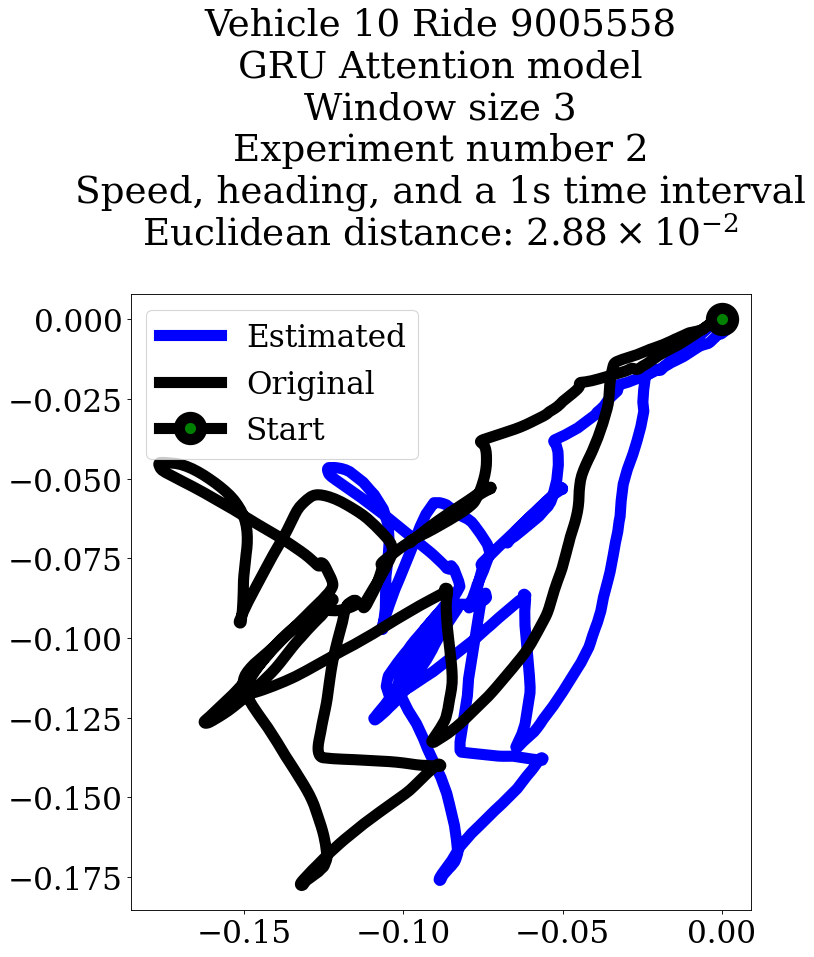 Vehicle 10 Ride 9005558
GRU Attention model
Window size 3
Experiment number 2
Speed, heading, and a 1s time interval
Euclidean distance: 2.88 × 10⁻²
Estimated
Original
Start
0.000
−0.025
−0.050
−0.075
−0.100
−0.125
−0.150
−0.175
−0.15
−0.10
−0.05
0.00